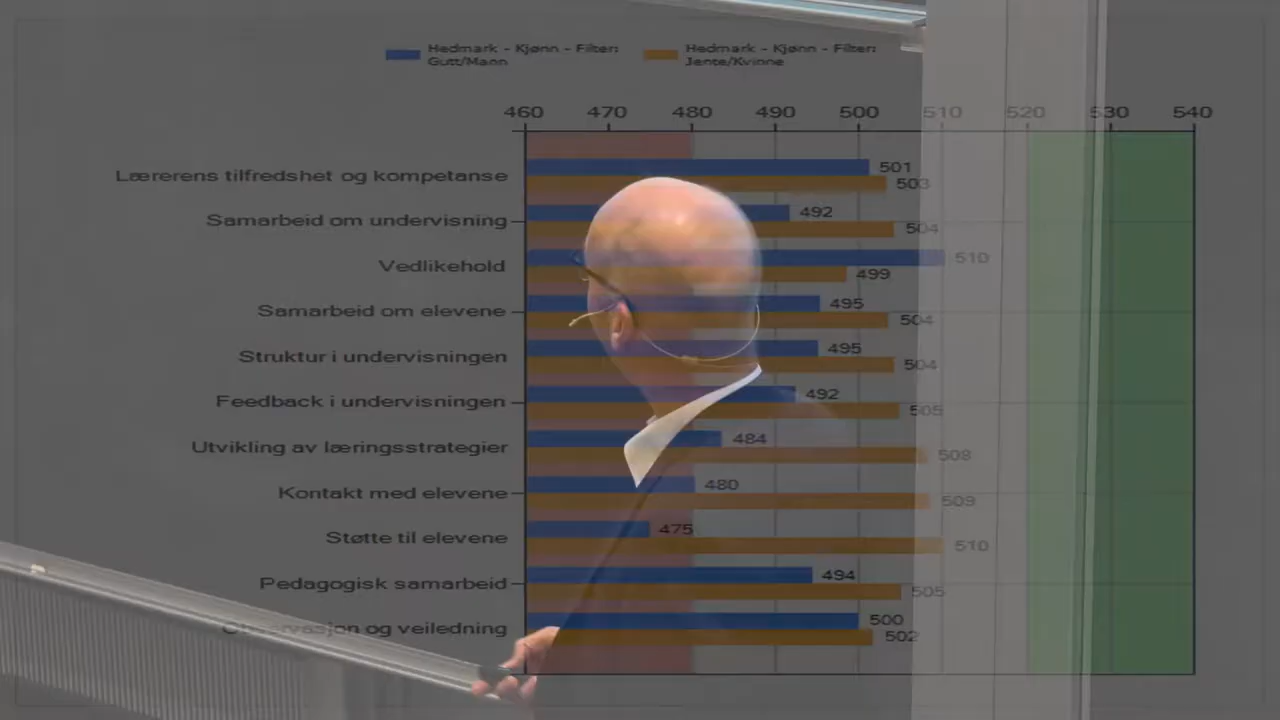 Hedmark - Kjønn - Filter:
Gutt/Mann
Hedmark - Kjønn - Filter:
Jente/Kvinne
460 470 480 490 500 510 520 530 540
Lærerens tilfredshet og kompetanse 501 503
Samarbeid om undervisning 492 504
Vedlikehold 510 499
Samarbeid om elevene 495 504
Struktur i undervisningen 495 504
Feedback i undervisningen 492 505
Utvikling av læringsstrategier 484 508
Kontakt med elevene 480 509
Støtte til elevene 475 510
Pedagogisk samarbeid 494 505
Observasjon og veiledning 500 502